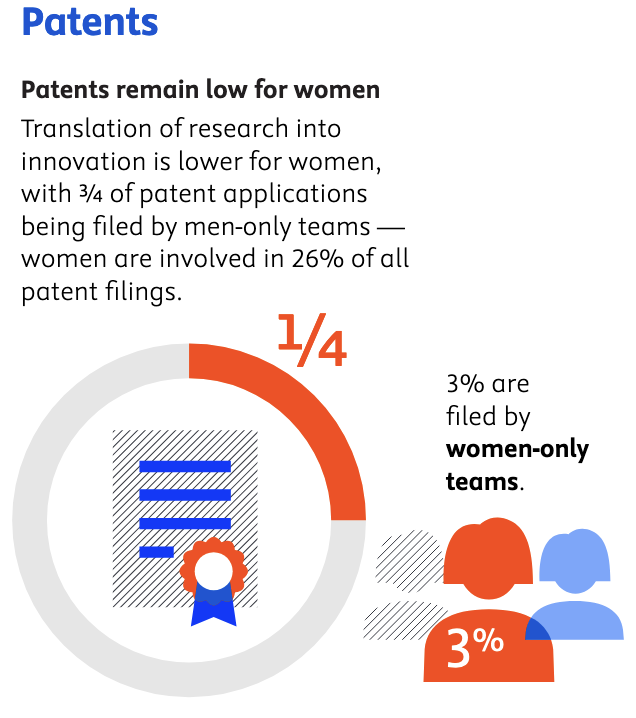 Patents
Patents remain low for women
Translation of research into
innovation is lower for women,
with ¾ of patent applications
being filed by men-only teams —
women are involved in 26% of all
patent filings.
¼
3% are
filed by
women-only
teams.
3%